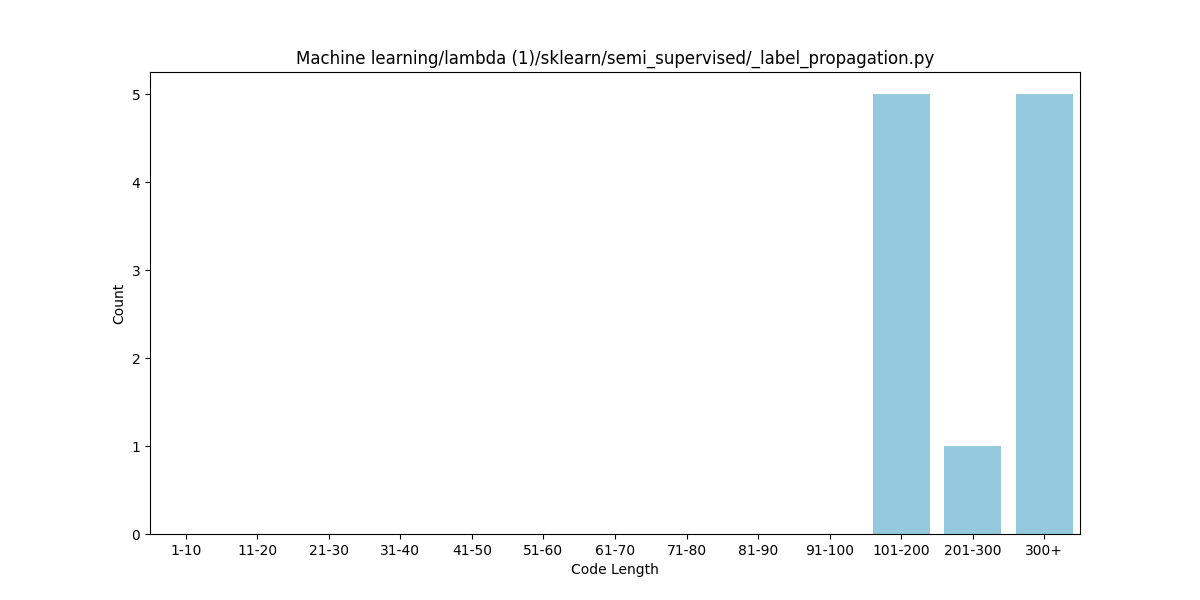 Machine learning/lambda (1)/sklearn/semi_supervised/_label_propagation.py
5
4
3
2
1
0
Count
1-10 11-20 21-30 31-40 41-50 51-60 61-70 71-80 81-90 91-100 101-200 201-300 300+
Code Length